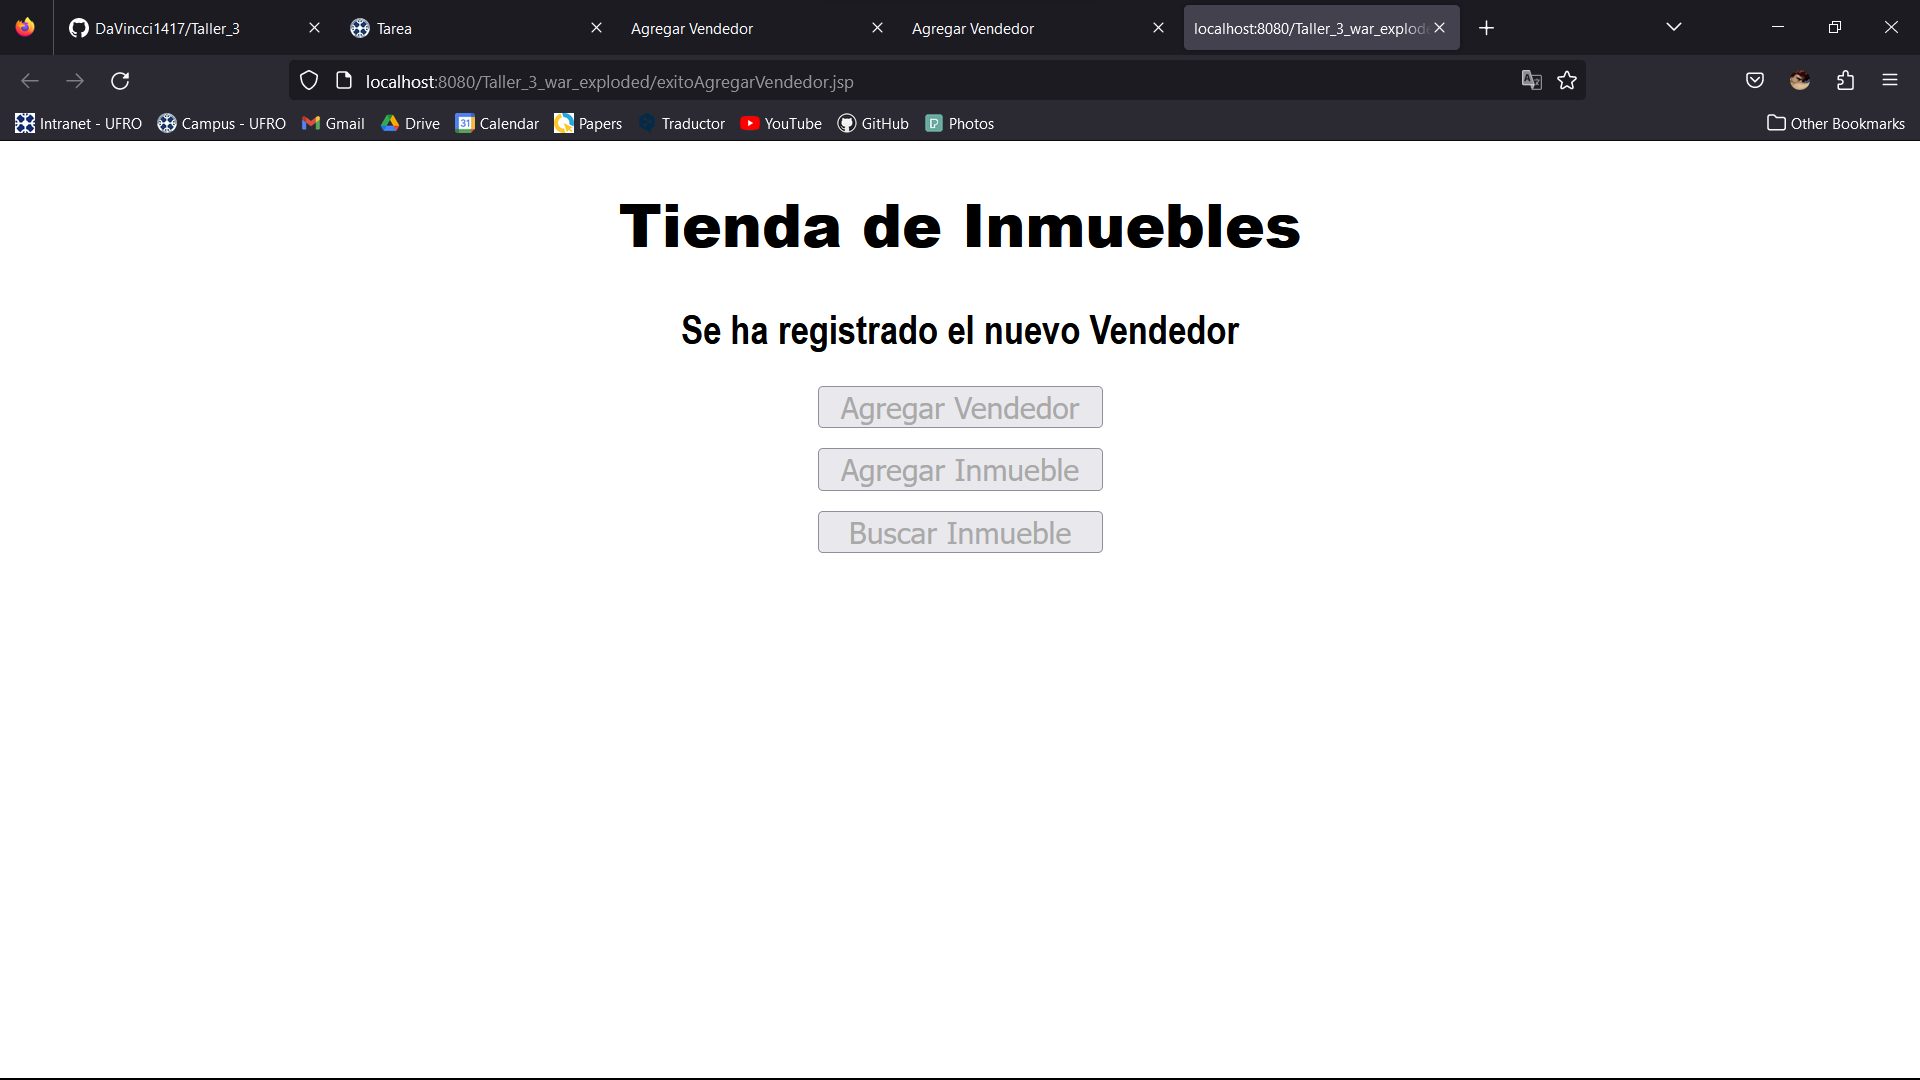 DaVincci1417/Taller_3
Tarea
Agregar Vendedor
Agregar Vendedor
localhost:8080/Taller_3_war_explode
localhost:8080/Taller_3_war_exploded/exitoAgregarVendedor.jsp
Intranet - UFRO
Campus - UFRO
Gmail
Drive
31
Calendar
Papers
Traductor
YouTube
GitHub
Photos
Other Bookmarks
Tienda de Inmuebles
Se ha registrado el nuevo Vendedor
Agregar Vendedor
Agregar Inmueble
Buscar Inmueble